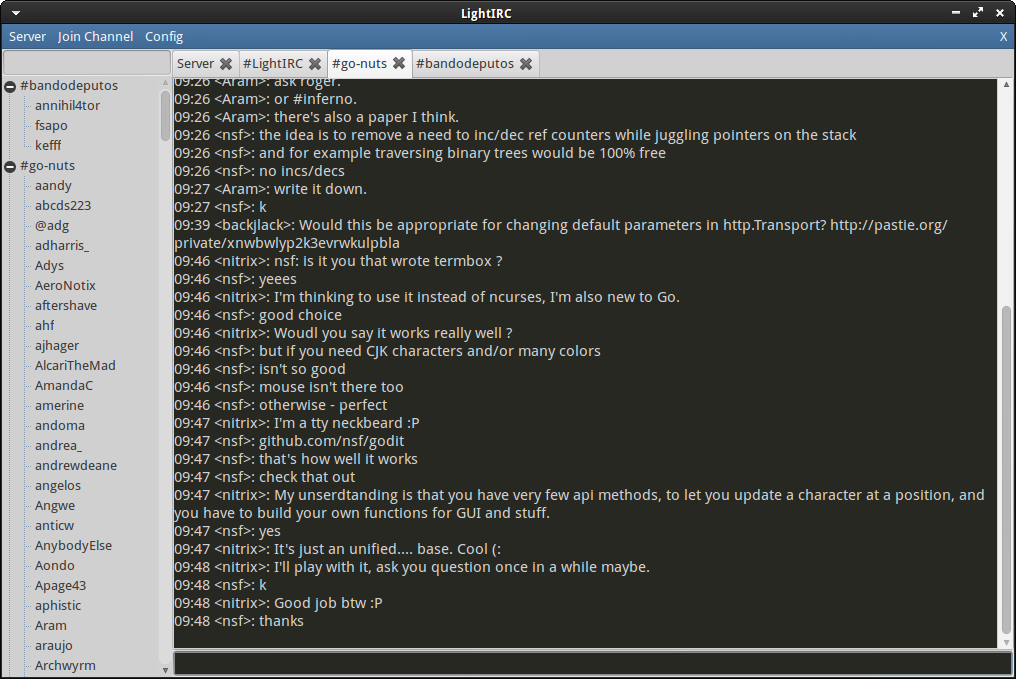 LightIRC
Server Join Channel Config X
Server #LightIRC #go-nuts #bandodeputos
#bandodeputos
annihil4tor
fsapo
kefff
#go-nuts
aandy
abcds223
@adg
adharris_
Adys
AeroNotix
aftershave
ahf
ajhager
AlcariTheMad
AmandaC
amerine
andoma
andrea_
andrewdeane
angelos
Angwe
anticw
AnybodyElse
Aondo
Apage43
aphistic
Aram
araujo
Archwyrm
09:26 <Aram>: ask roger.
09:26 <Aram>: or #inferno.
09:26 <Aram>: there's also a paper I think.
09:26 <nsf>: the idea is to remove a need to inc/dec ref counters while juggling pointers on the stack
09:26 <nsf>: and for example traversing binary trees would be 100% free
09:26 <nsf>: no incs/decs
09:27 <Aram>: write it down.
09:27 <nsf>: k
09:39 <backjlack>: Would this be appropriate for changing default parameters in http.Transport? http://pastie.org/
private/xnwbwlyp2k3evrwkulpbla
09:46 <nitrix>: nsf: is it you that wrote termbox ?
09:46 <nsf>: yeees
09:46 <nitrix>: I'm thinking to use it instead of ncurses, I'm also new to Go.
09:46 <nsf>: good choice
09:46 <nitrix>: Woudl you say it works really well ?
09:46 <nsf>: but if you need CJK characters and/or many colors
09:46 <nsf>: isn't so good
09:46 <nsf>: mouse isn't there too
09:46 <nsf>: otherwise - perfect
09:47 <nitrix>: I'm a tty neckbeard :P
09:47 <nsf>: github.com/nsf/godit
09:47 <nsf>: that's how well it works
09:47 <nsf>: check that out
09:47 <nitrix>: My unserdtanding is that you have very few api methods, to let you update a character at a position, and
you have to build your own functions for GUI and stuff.
09:47 <nsf>: yes
09:47 <nitrix>: It's just an unified.... base. Cool (:
09:48 <nitrix>: I'll play with it, ask you question once in a while maybe.
09:48 <nsf>: k
09:48 <nitrix>: Good job btw :P
09:48 <nsf>: thanks